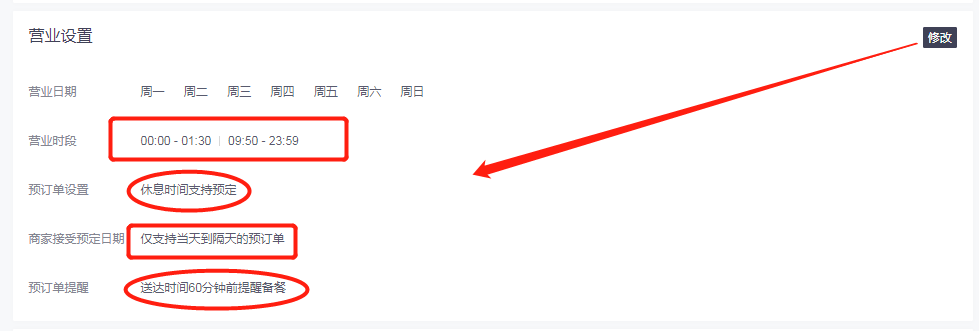 营业设置 修改
营业日期 周一 周二 周三 周四 周五 周六 周日
营业时段 00:00 - 01:30 | 09:50 - 23:59
预订单设置 休息时间支持预定
商家接受预定日期 仅支持当天到隔天的预订单
预订单提醒 送达时间60分钟前提醒备餐